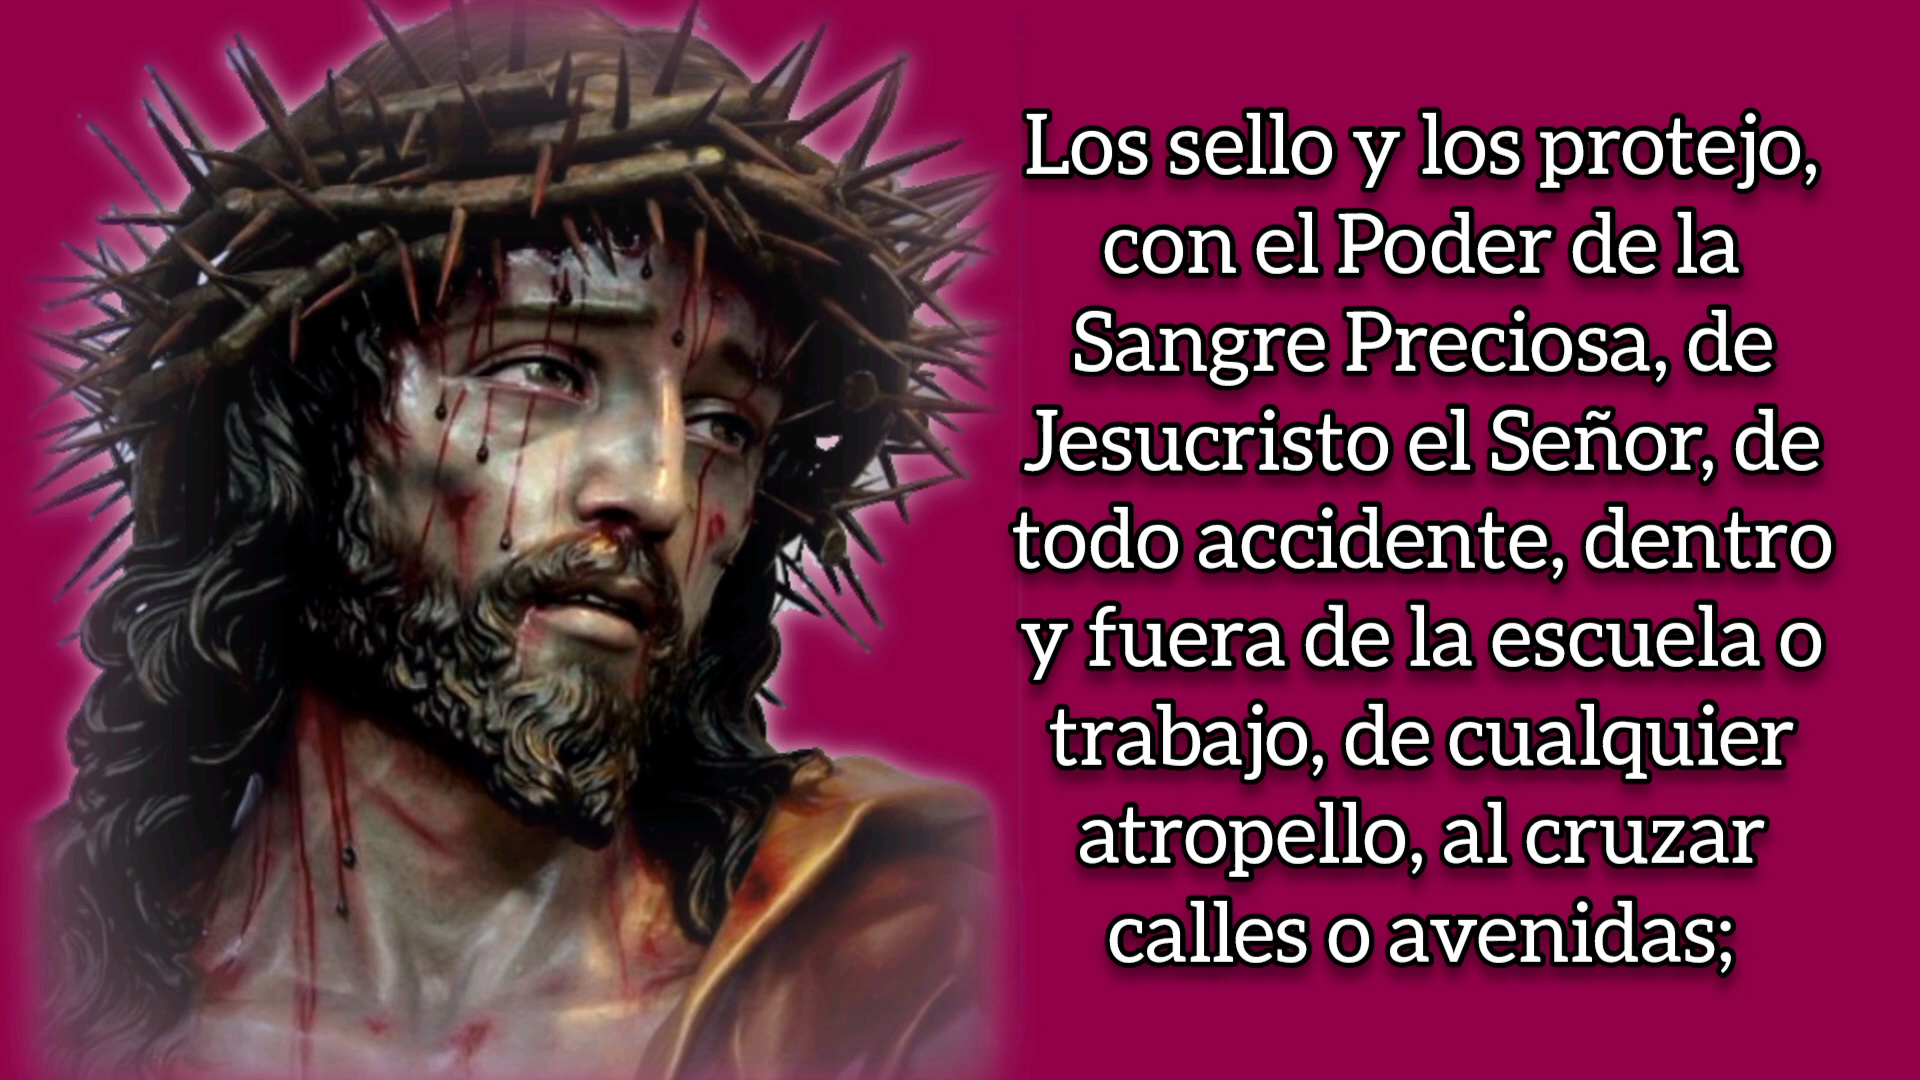 Los sello y los protejo,
con el Poder de la
Sangre Preciosa, de
Jesucristo el Señor, de
todo accidente, dentro
y fuera de la escuela o
trabajo, de cualquier
atropello, al cruzar
calles o avenidas;